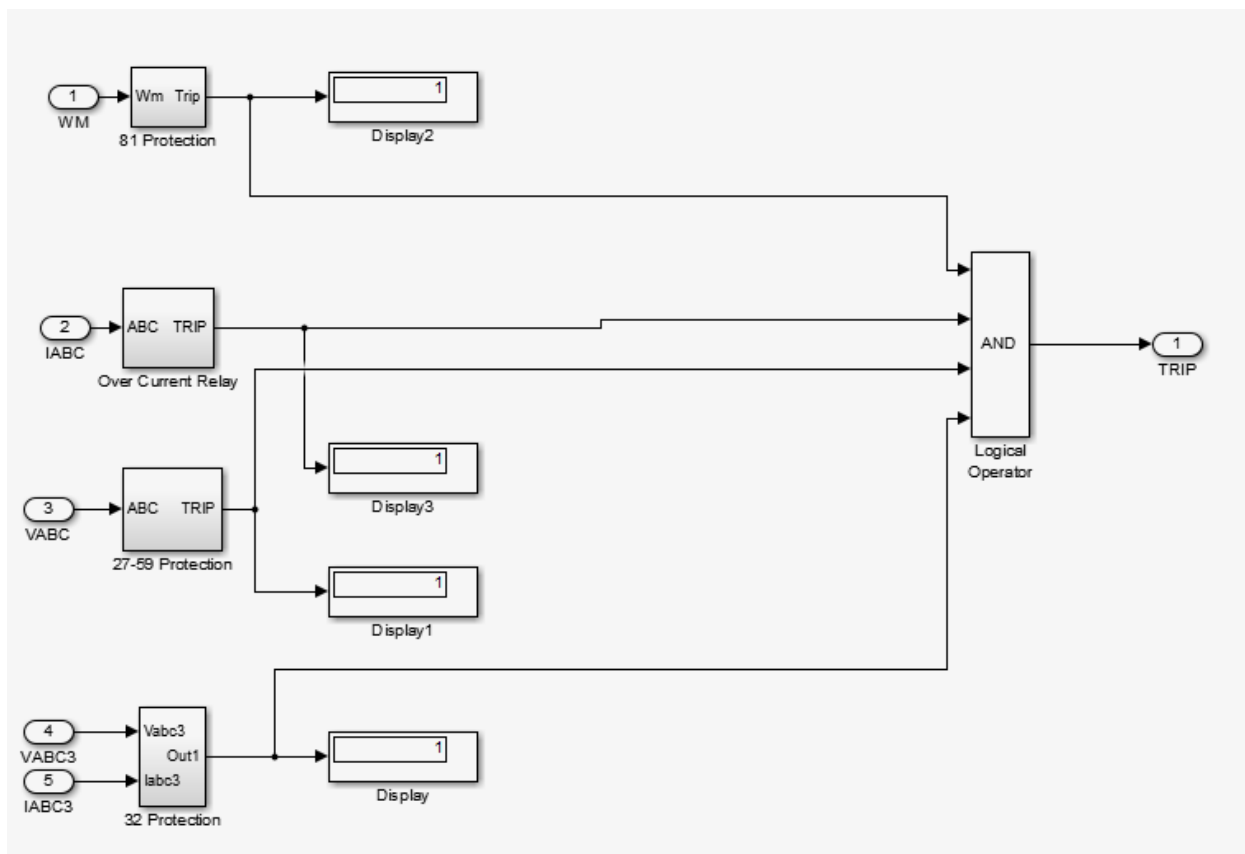 1
WM
Wm Trip
81 Protection
1
Display2
2
IABC
ABC TRIP
Over Current Relay
AND
Logical
Operator
1
TRIP
1
Display3
3
VABC
ABC TRIP
27-59 Protection
1
Display1
4
VABC3
5
IABC3
Vabc3
Out1
Iabc3
32 Protection
1
Display